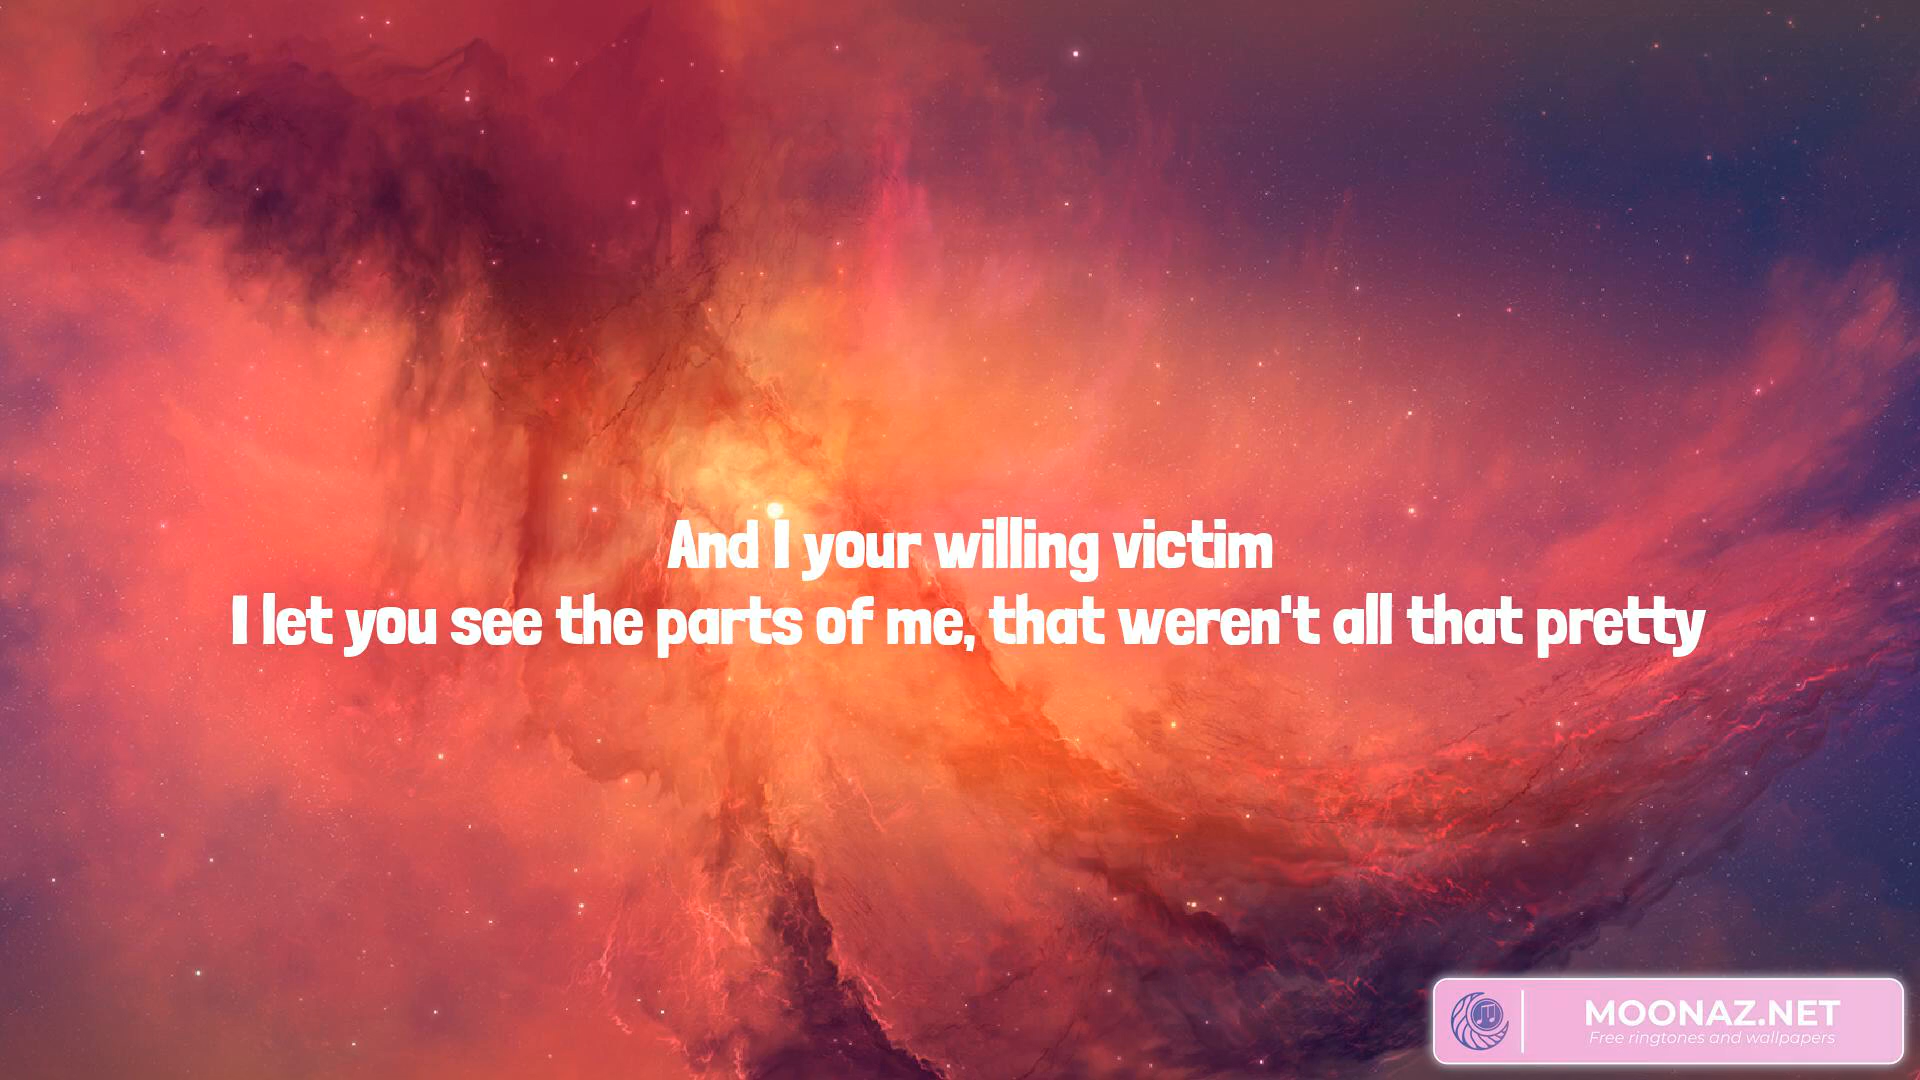 And I your willing victim
I let you see the parts of me, that weren't all that pretty
MOONAZ.NET
Free ringtones and wallpapers